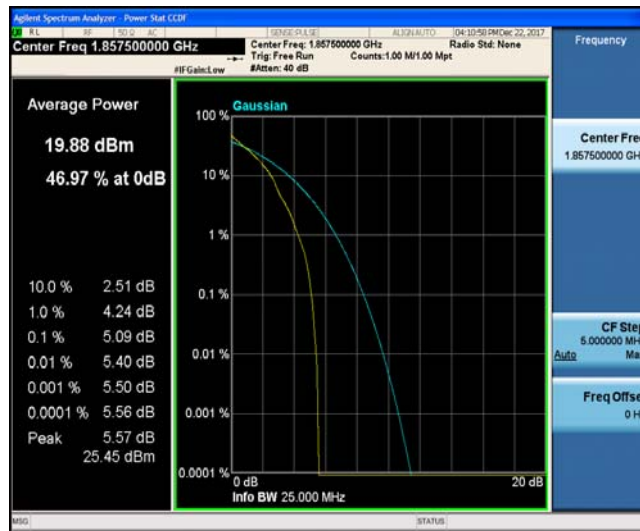 Agilent Spectrum Analyzer - Power Stat CCDF
RL RF 50 Ω AC SENSE:PULSE ALIGN AUTO 04:10:58 PM Dec 22, 2017
Center Freq 1.857500000 GHz
Center Freq: 1.857500000 GHz Radio Std: None
Trig: Free Run Counts:1.00 M/1.00 Mpt
#IFGain:Low #Atten: 40 dB
Frequency
Average Power
19.88 dBm
46.97 % at 0dB
10.0 % 2.51 dB
1.0 % 4.24 dB
0.1 % 5.09 dB
0.01 % 5.40 dB
0.001 % 5.50 dB
0.0001 % 5.56 dB
Peak 5.57 dB
25.45 dBm
Gaussian
100 %
10 %
1 %
0.1 %
0.01 %
0.001 %
0.0001 %
0 dB 20 dB
Info BW 25.000 MHz
Center Fre
1.857500000 GH
CF Step
5.000000 MH
Auto Ma
Freq Offse
0 H
MSG STATUS